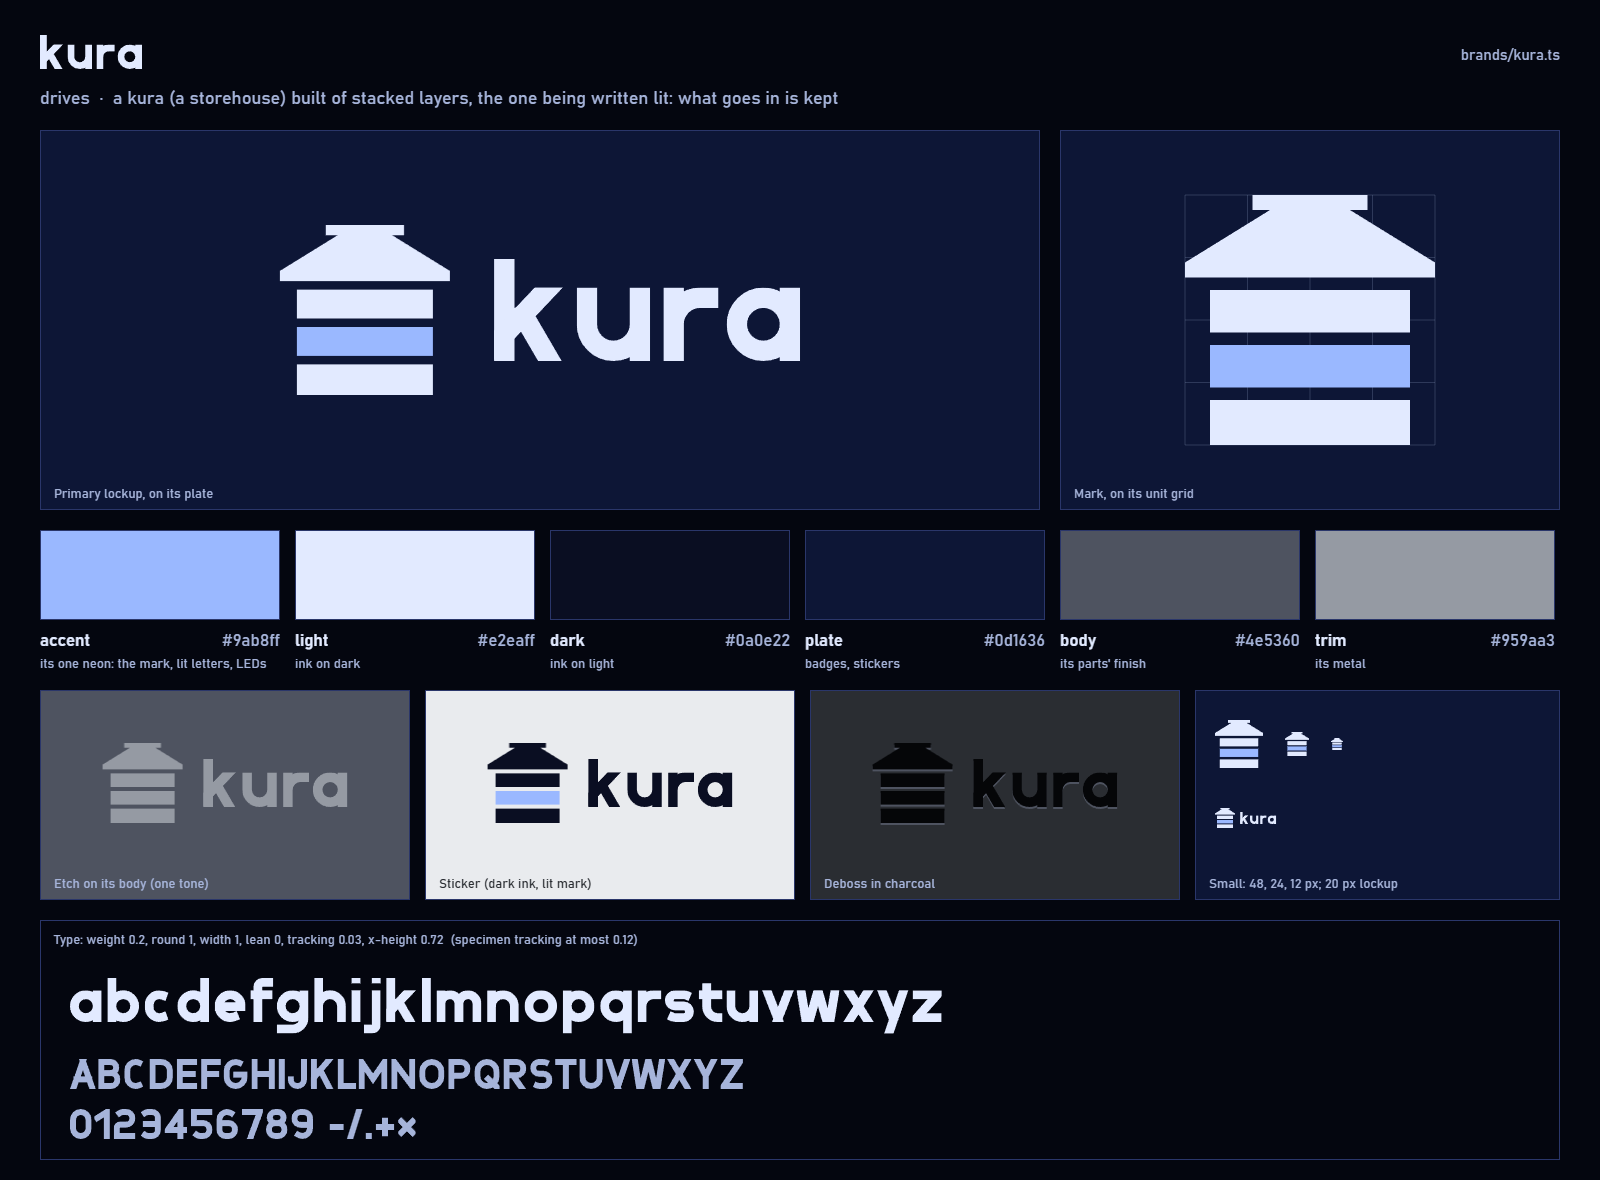 kura
brands/kura.ts
drives · a kura (a storehouse) built of stacked layers, the one being written lit: what goes in is kept
kura
Primary lockup, on its plate
Mark, on its unit grid
accent #9ab8ff
its one neon: the mark, lit letters, LEDs
light #e2eaff
ink on dark
dark #0a0e22
ink on light
plate #0d1636
badges, stickers
body #4e5360
its parts' finish
trim #959aa3
its metal
kura
Etch on its body (one tone)
kura
Sticker (dark ink, lit mark)
kura
Deboss in charcoal
kura
Small: 48, 24, 12 px; 20 px lockup
Type: weight 0.2, round 1, width 1, lean 0, tracking 0.03, x-height 0.72 (specimen tracking at most 0.12)
abcdefghijklmnopqrstuvwxyz
ABCDEFGHIJKLMNOPQRSTUVWXYZ
0123456789 -/.+×